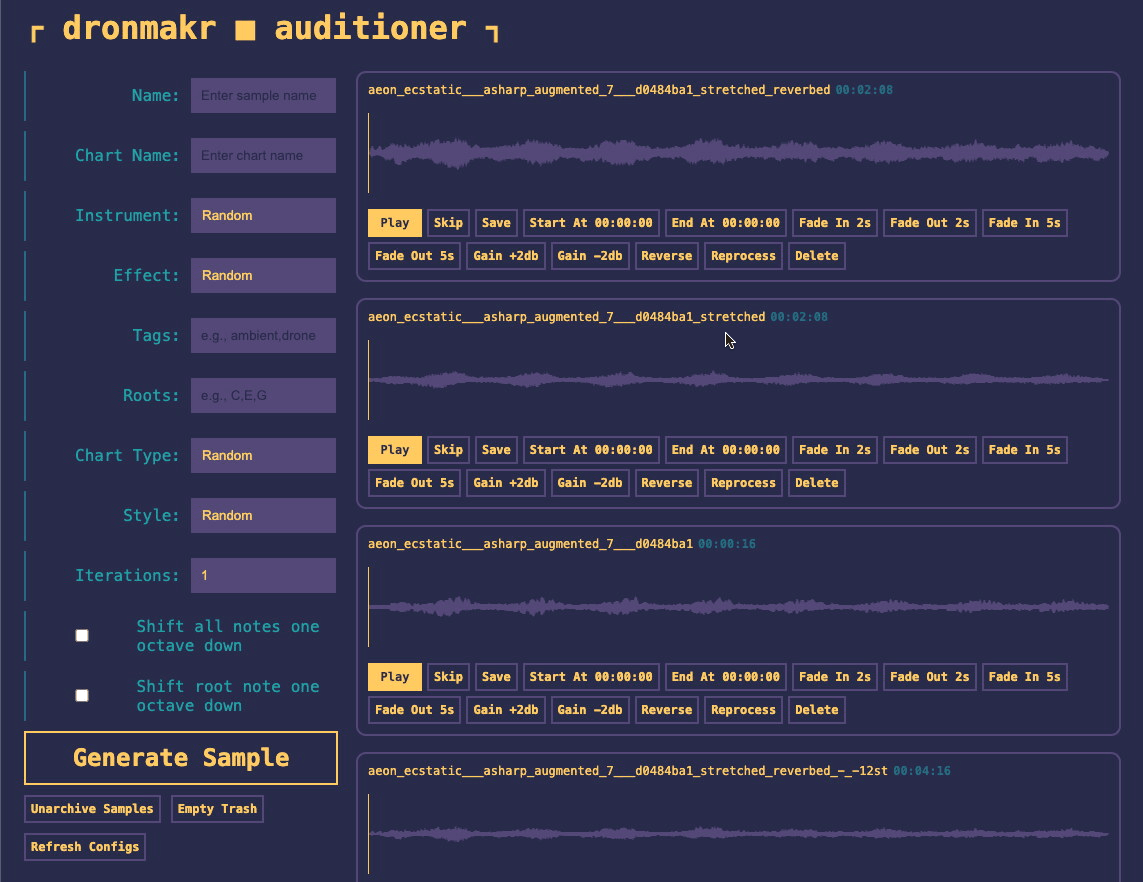 ┌ dronmakr ■ auditioner ┐
Name: Enter sample name
Chart Name: Enter chart name
Instrument: Random
Effect: Random
Tags: e.g., ambient,drone
Roots: e.g., C,E,G
Chart Type: Random
Style: Random
Iterations: 1
Shift all notes one
octave down
Shift root note one
octave down
Generate Sample
Unarchive Samples Empty Trash
Refresh Configs
aeon_ecstatic___asharp_augmented_7___d0484ba1_stretched_reverbed 00:02:08
Play Skip Save Start At 00:00:00 End At 00:00:00 Fade In 2s Fade Out 2s Fade In 5s
Fade Out 5s Gain +2db Gain -2db Reverse Reprocess Delete
aeon_ecstatic___asharp_augmented_7___d0484ba1_stretched 00:02:08
Play Skip Save Start At 00:00:00 End At 00:00:00 Fade In 2s Fade Out 2s Fade In 5s
Fade Out 5s Gain +2db Gain -2db Reverse Reprocess Delete
aeon_ecstatic___asharp_augmented_7___d0484ba1 00:00:16
Play Skip Save Start At 00:00:00 End At 00:00:00 Fade In 2s Fade Out 2s Fade In 5s
Fade Out 5s Gain +2db Gain -2db Reverse Reprocess Delete
aeon_ecstatic___asharp_augmented_7___d0484ba1_stretched_reverbed_-_-12st 00:04:16